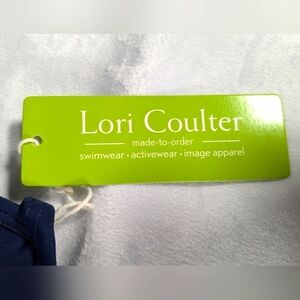 Lori Coulter
made-to-order
swimwear • activewear • image apparel